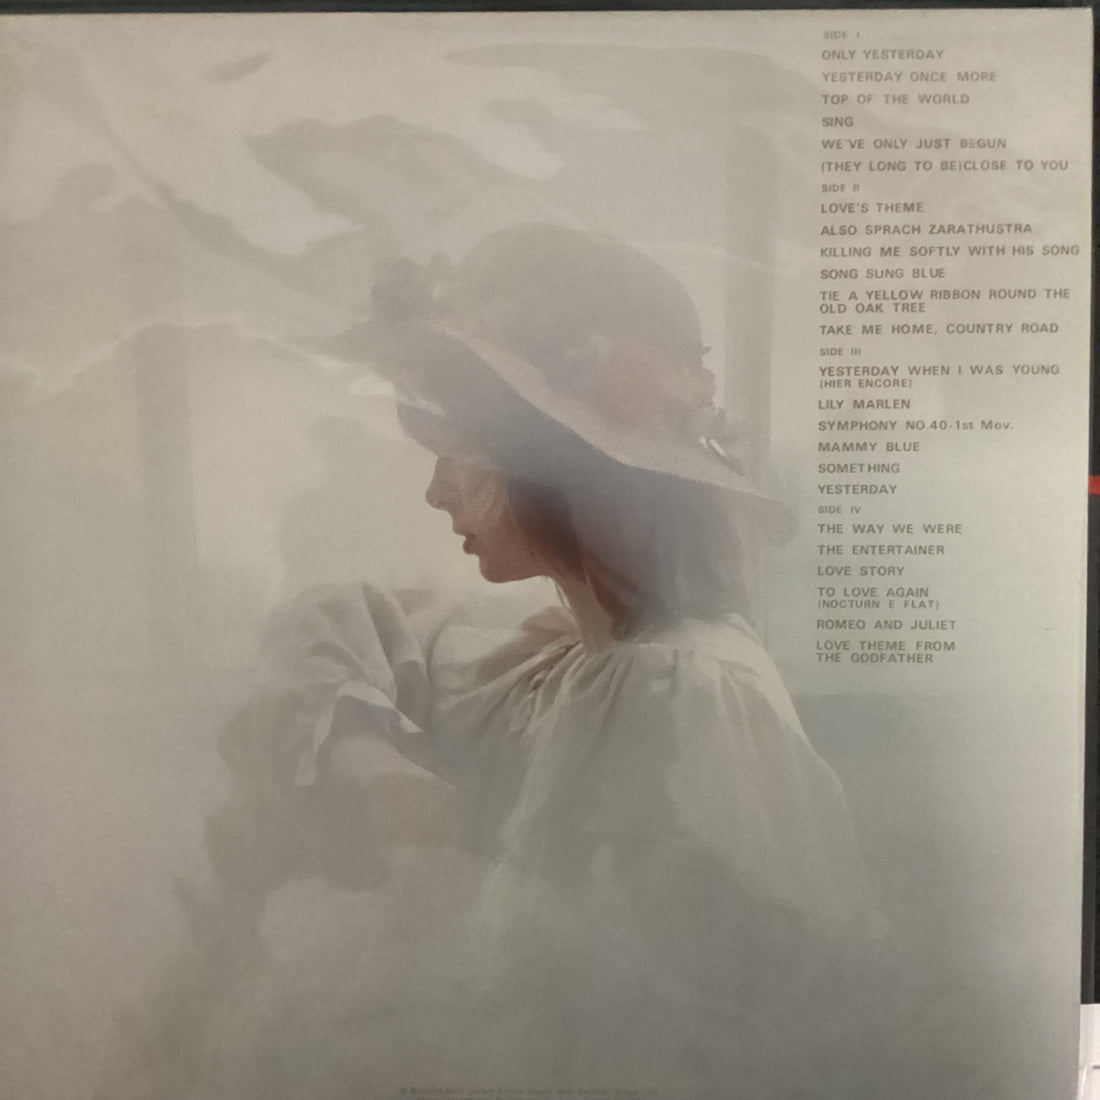 SIDE I
ONLY YESTERDAY
YESTERDAY ONCE MORE
TOP OF THE WORLD
SING
WE'VE ONLY JUST BEGUN
(THEY LONG TO BE)CLOSE TO YOU
SIDE II
LOVE'S THEME
ALSO SPRACH ZARATHUSTRA
KILLING ME SOFTLY WITH HIS SONG
SONG SUNG BLUE
TIE A YELLOW RIBBON ROUND THE
OLD OAK TREE
TAKE ME HOME, COUNTRY ROAD
SIDE III
YESTERDAY WHEN I WAS YOUNG
(HIER ENCORE)
LILY MARLEN
SYMPHONY NO.40-1st Mov.
MAMMY BLUE
SOMETHING
YESTERDAY
SIDE IV
THE WAY WE WERE
THE ENTERTAINER
LOVE STORY
TO LOVE AGAIN
(NOCTURN E FLAT)
ROMEO AND JULIET
LOVE THEME FROM
THE GODFATHER